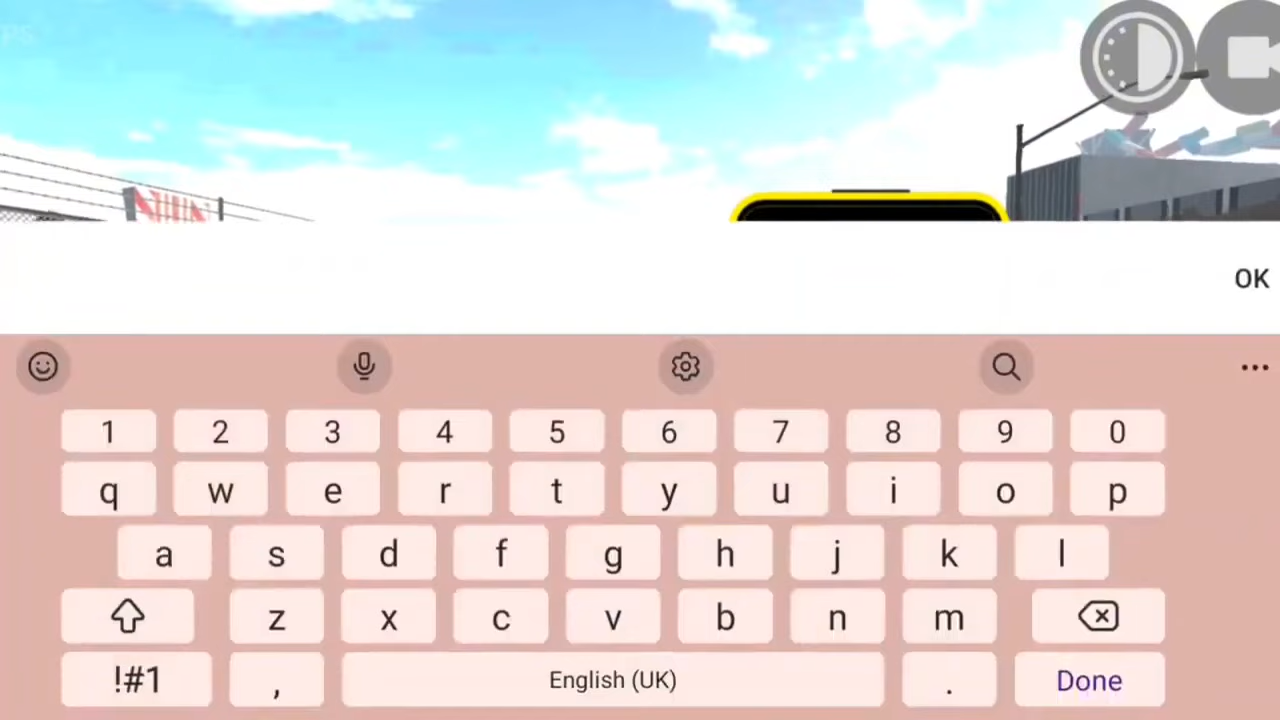 OK
1 2 3 4 5 6 7 8 9 0
q w e r t y u i o p
a s d f g h j k l
z x c v b n m
!#1 , English (UK) . Done